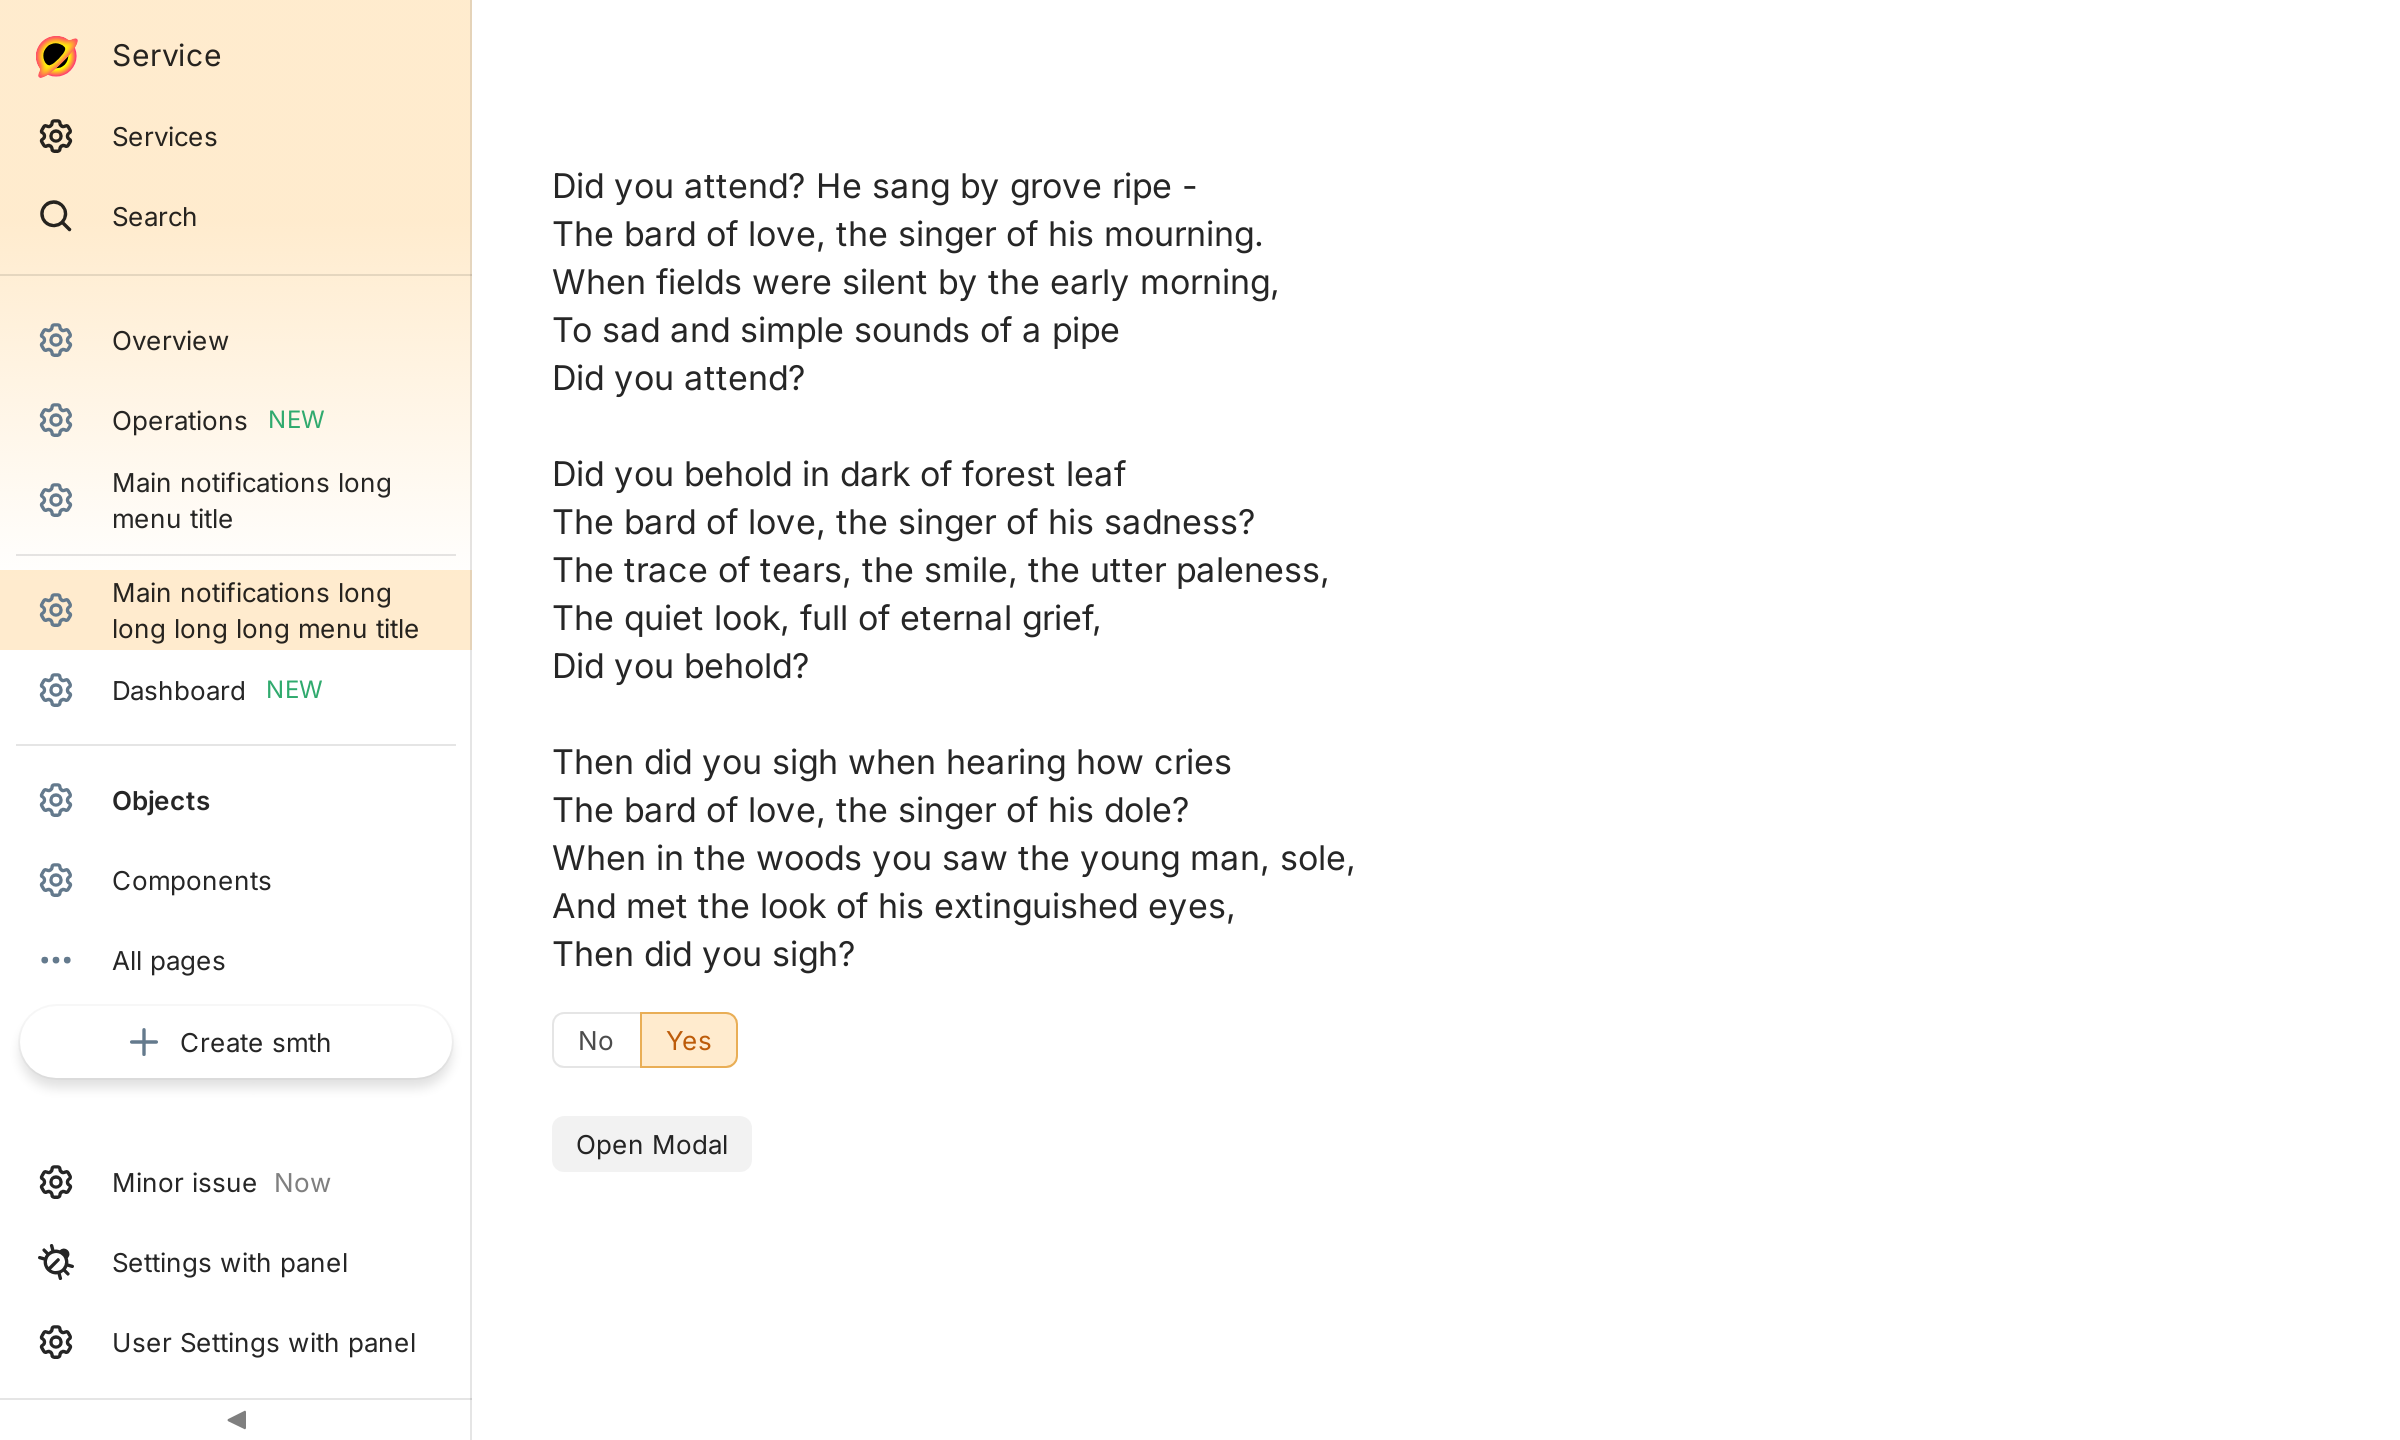 Service
Services
Search
Overview
Operations NEW
Main notifications long
menu title
Main notifications long
long long long menu title
Dashboard NEW
Objects
Components
All pages
Create smth
Minor issue Now
Settings with panel
User Settings with panel
Did you attend? He sang by grove ripe -
The bard of love, the singer of his mourning.
When fields were silent by the early morning,
To sad and simple sounds of a pipe
Did you attend?
Did you behold in dark of forest leaf
The bard of love, the singer of his sadness?
The trace of tears, the smile, the utter paleness,
The quiet look, full of eternal grief,
Did you behold?
Then did you sigh when hearing how cries
The bard of love, the singer of his dole?
When in the woods you saw the young man, sole,
And met the look of his extinguished eyes,
Then did you sigh?
No Yes
Open Modal